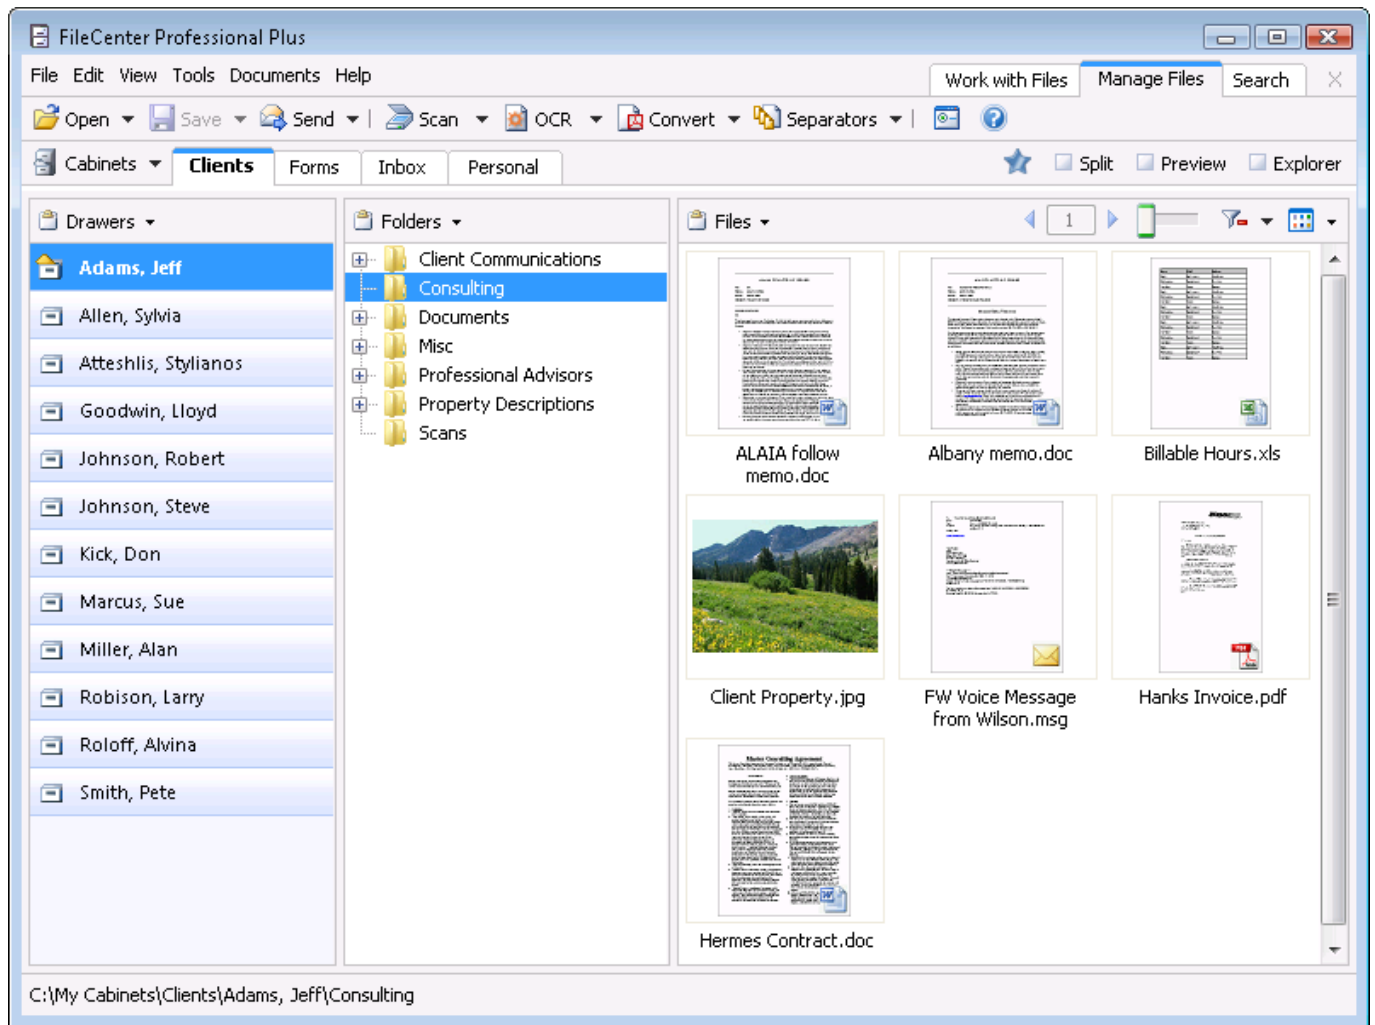 FileCenter Professional Plus
File Edit View Tools Documents Help
Work with Files Manage Files Search
Open Save Send Scan OCR Convert Separators
Cabinets Clients Forms Inbox Personal
Split Preview Explorer
Drawers
Adams, Jeff
Allen, Sylvia
Atteshlis, Stylianos
Goodwin, Lloyd
Johnson, Robert
Johnson, Steve
Kick, Don
Marcus, Sue
Miller, Alan
Robison, Larry
Roloff, Alvina
Smith, Pete
Folders
Client Communications
Consulting
Documents
Misc
Professional Advisors
Property Descriptions
Scans
Files
1
ALAIA follow
memo.doc
Albany memo.doc
Billable Hours.xls
Client Property.jpg
FW Voice Message
from Wilson.msg
Hanks Invoice.pdf
Master Consulting Agreement
Hermes Contract.doc
C:\My Cabinets\Clients\Adams, Jeff\Consulting